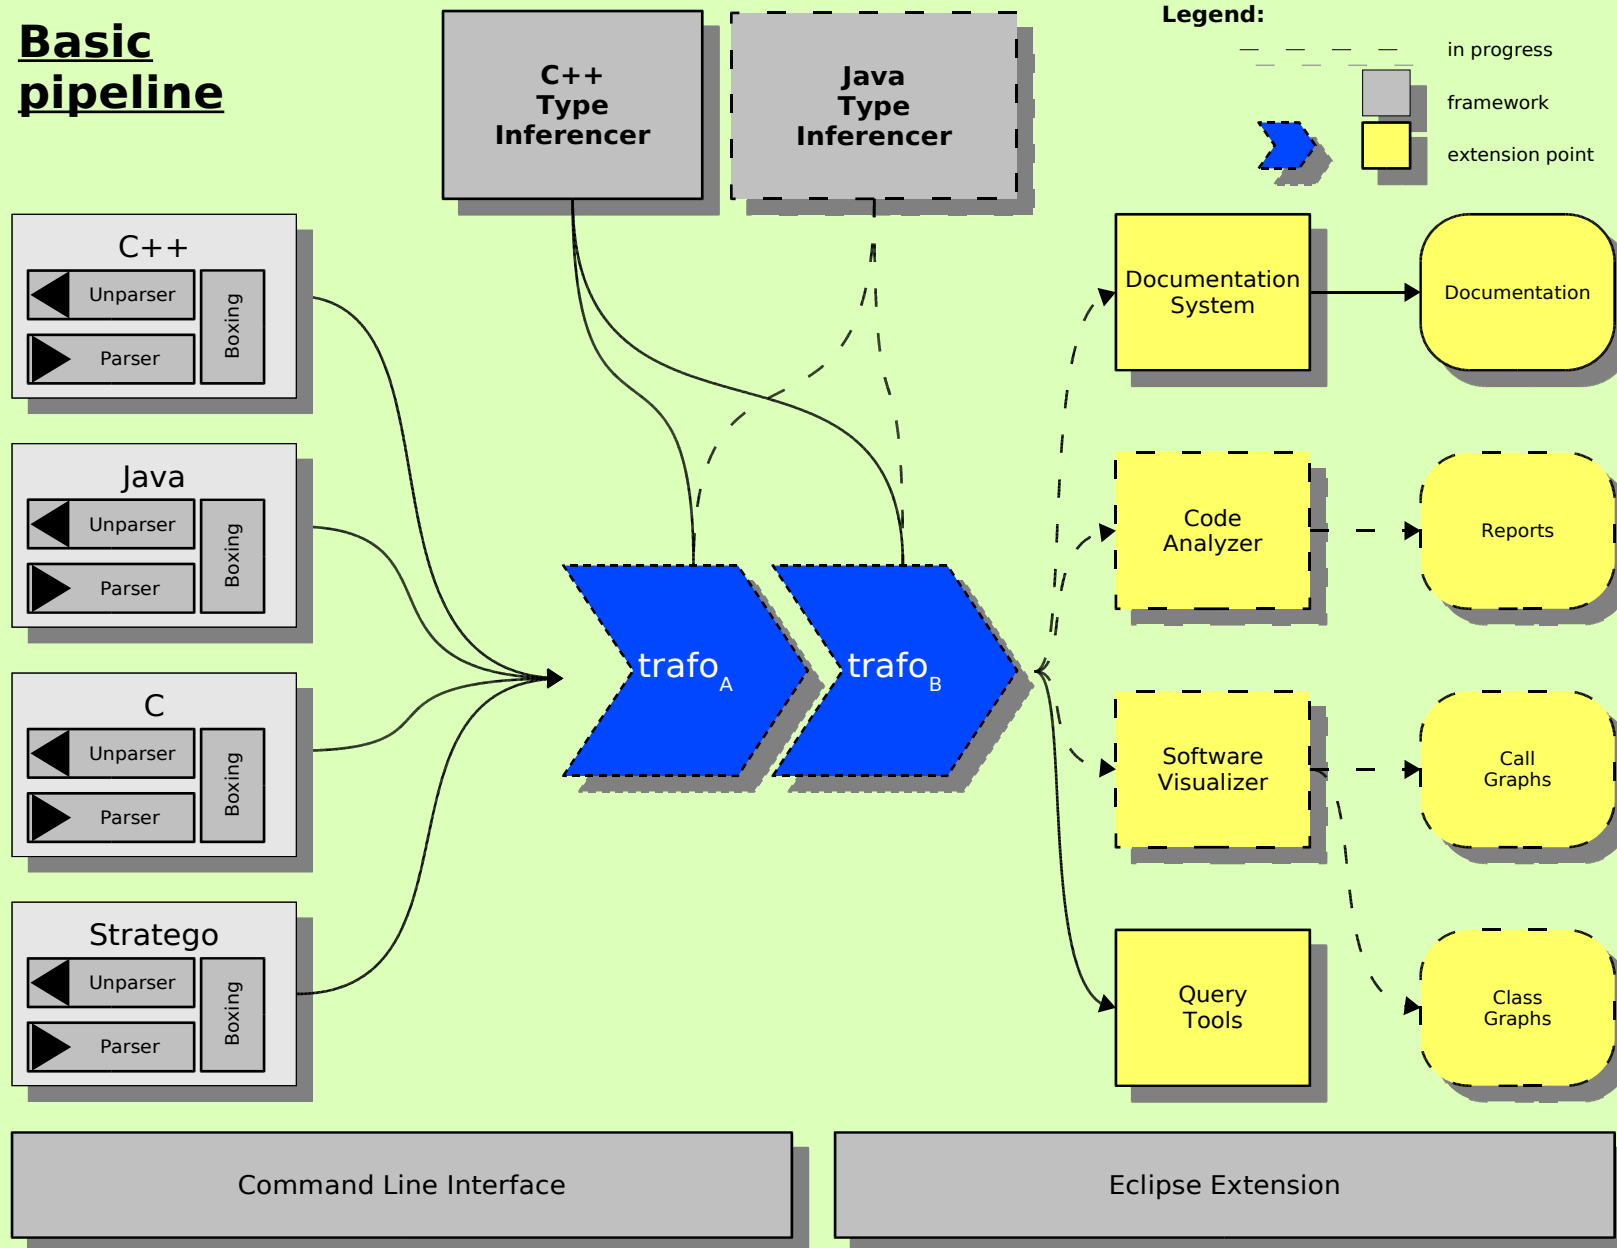 Basic
pipeline
C++
Type
Inferencer
Java
Type
Inferencer
Legend:
in progress
framework
extension point
C++
Unparser
Parser
Boxing
Java
Unparser
Parser
Boxing
C
Unparser
Parser
Boxing
Stratego
Unparser
Parser
Boxing
trafoA
trafoB
Documentation
System
Documentation
Code
Analyzer
Reports
Software
Visualizer
Call
Graphs
Query
Tools
Class
Graphs
Command Line Interface
Eclipse Extension